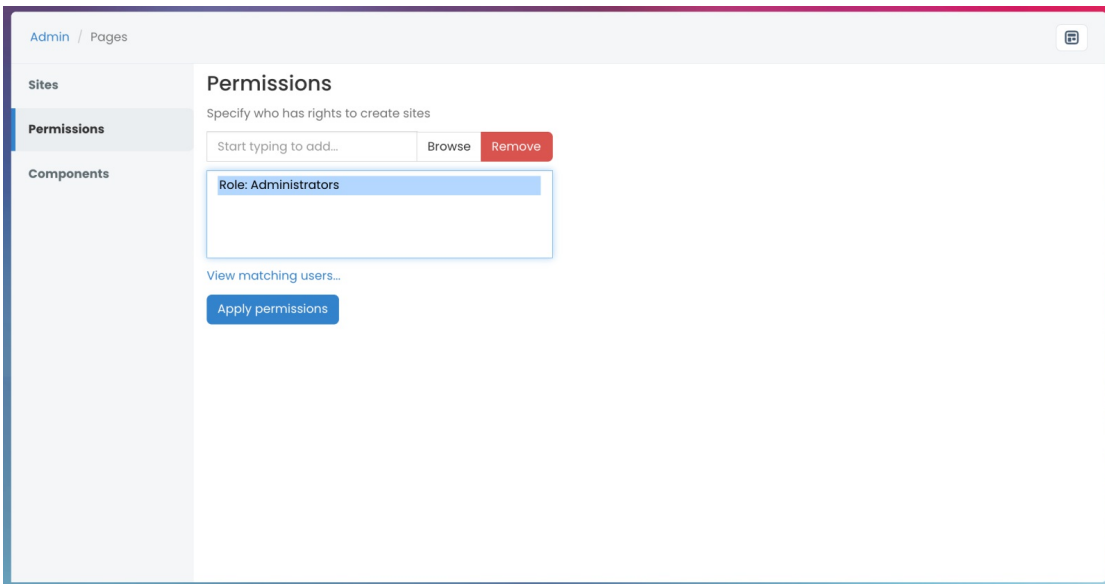 Admin / Pages
Sites
Permissions
Components
Permissions
Specify who has rights to create sites
Start typing to add... Browse Remove
Role: Administrators
View matching users...
Apply permissions